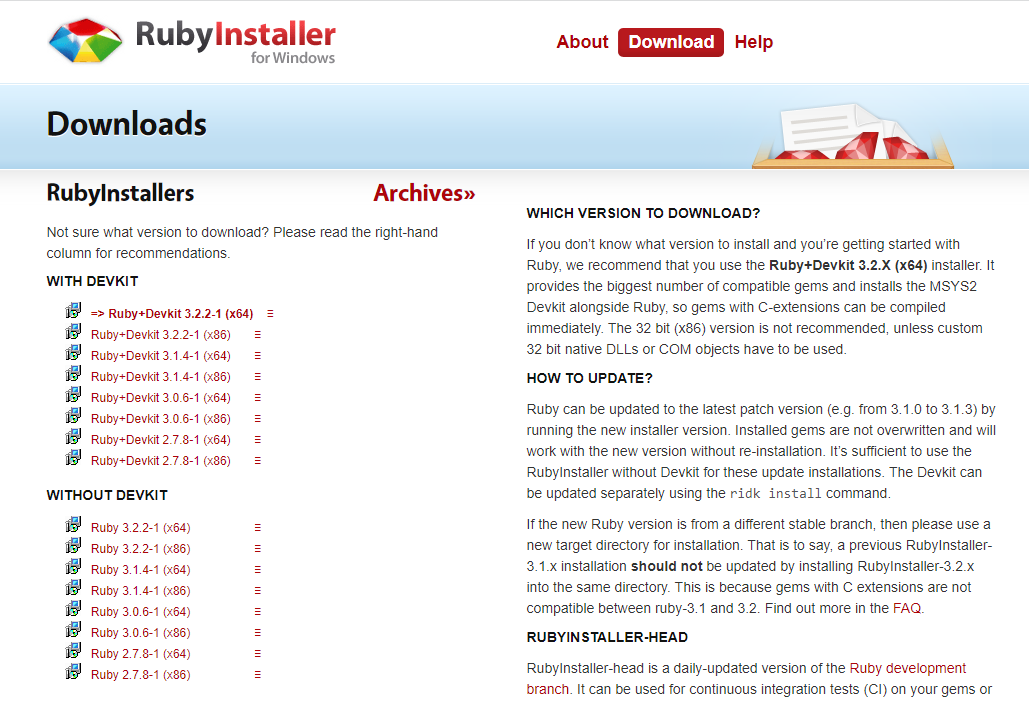 RubyInstaller
for Windows
About Download Help
Downloads
RubyInstallers Archives»
Not sure what version to download? Please read the right-hand
column for recommendations.
WITH DEVKIT
=> Ruby+Devkit 3.2.2-1 (x64)
Ruby+Devkit 3.2.2-1 (x86)
Ruby+Devkit 3.1.4-1 (x64)
Ruby+Devkit 3.1.4-1 (x86)
Ruby+Devkit 3.0.6-1 (x64)
Ruby+Devkit 3.0.6-1 (x86)
Ruby+Devkit 2.7.8-1 (x64)
Ruby+Devkit 2.7.8-1 (x86)
WITHOUT DEVKIT
Ruby 3.2.2-1 (x64)
Ruby 3.2.2-1 (x86)
Ruby 3.1.4-1 (x64)
Ruby 3.1.4-1 (x86)
Ruby 3.0.6-1 (x64)
Ruby 3.0.6-1 (x86)
Ruby 2.7.8-1 (x64)
Ruby 2.7.8-1 (x86)
WHICH VERSION TO DOWNLOAD?
If you don’t know what version to install and you’re getting started with
Ruby, we recommend that you use the Ruby+Devkit 3.2.X (x64) installer. It
provides the biggest number of compatible gems and installs the MSYS2
Devkit alongside Ruby, so gems with C-extensions can be compiled
immediately. The 32 bit (x86) version is not recommended, unless custom
32 bit native DLLs or COM objects have to be used.
HOW TO UPDATE?
Ruby can be updated to the latest patch version (e.g. from 3.1.0 to 3.1.3) by
running the new installer version. Installed gems are not overwritten and will
work with the new version without re-installation. It’s sufficient to use the
RubyInstaller without Devkit for these update installations. The Devkit can
be updated separately using the ridk install command.
If the new Ruby version is from a different stable branch, then please use a
new target directory for installation. That is to say, a previous RubyInstaller-
3.1.x installation should not be updated by installing RubyInstaller-3.2.x
into the same directory. This is because gems with C extensions are not
compatible between ruby-3.1 and 3.2. Find out more in the FAQ.
RUBYINSTALLER-HEAD
RubyInstaller-head is a daily-updated version of the Ruby development
branch. It can be used for continuous integration tests (CI) on your gems or